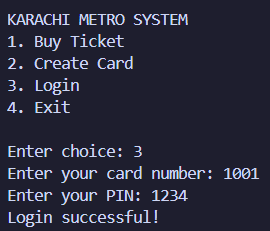 KARACHI METRO SYSTEM
1. Buy Ticket
2. Create Card
3. Login
4. Exit
Enter choice: 3
Enter your card number: 1001
Enter your PIN: 1234
Login successful!